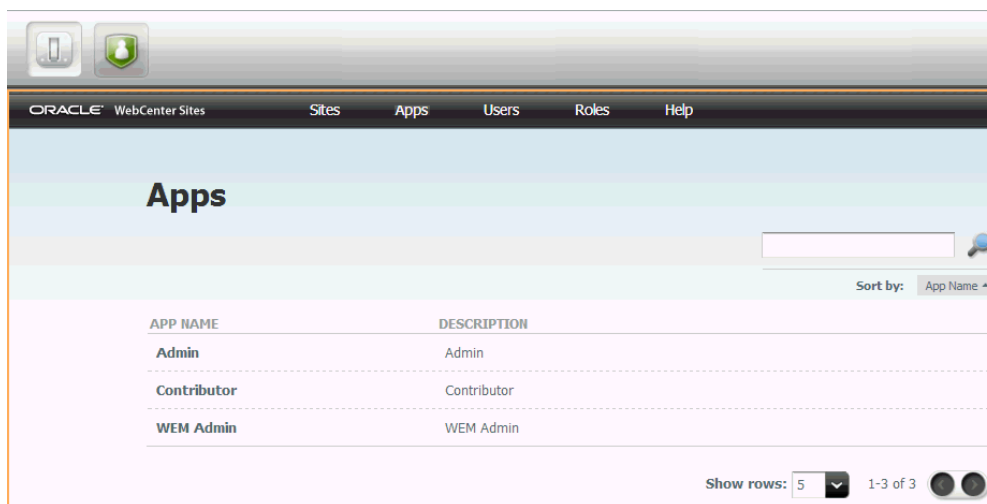 ORACLE WebCenter Sites Sites Apps Users Roles Help
Apps
Sort by: App Name
APP NAME DESCRIPTION
Admin Admin
Contributor Contributor
WEM Admin WEM Admin
Show rows: 5 1-3 of 3